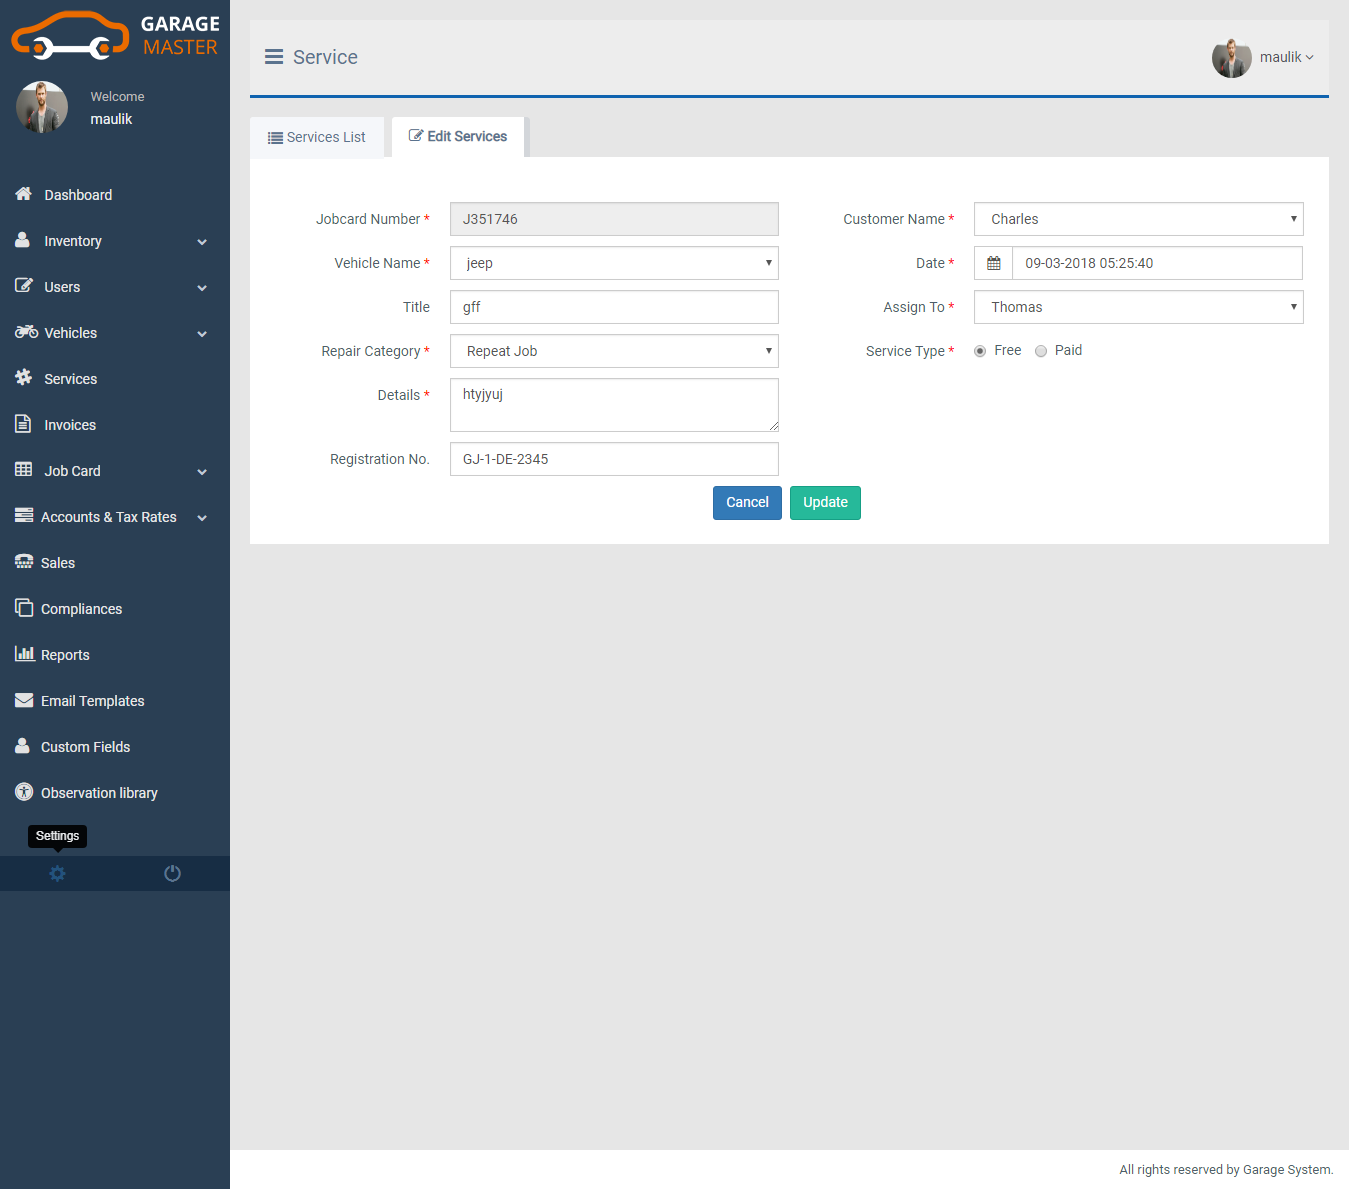 GARAGE
MASTER
Welcome
maulik
Dashboard
Inventory
Users
Vehicles
Services
Invoices
Job Card
Accounts & Tax Rates
Sales
Compliances
Reports
Email Templates
Custom Fields
Observation library
Settings
Service
maulik
Services List
Edit Services
Jobcard Number * J351746
Customer Name * Charles
Vehicle Name * jeep
Date * 09-03-2018 05:25:40
Title gff
Assign To * Thomas
Repair Category * Repeat Job
Service Type * Free Paid
Details * htyjyuj
Registration No. GJ-1-DE-2345
Cancel Update
All rights reserved by Garage System.